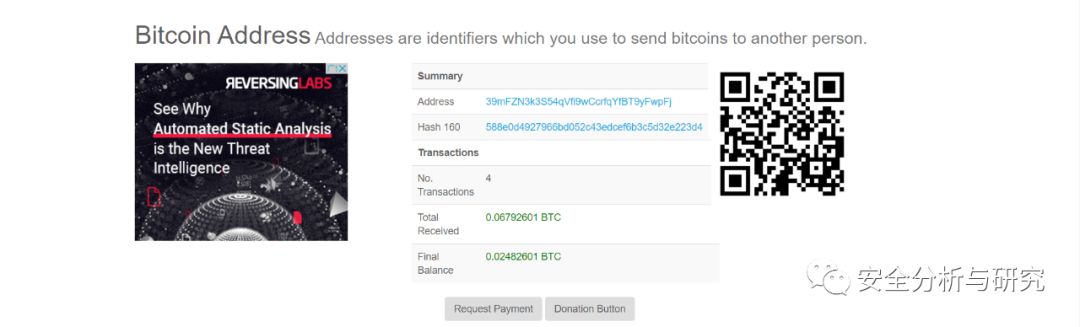 Bitcoin Address Addresses are identifiers which you use to send bitcoins to another person.
REVERSINGLABS
See Why
Automated Static Analysis
is the New Threat
Intelligence
Summary
Address 39mFZN3k3S54qVfi9wCcrfqYfBT9yFwpFj
Hash 160 588e0d4927966bd052c43edcef6b3c5d32e223d4
Transactions
No. Transactions 4
Total Received 0.06792601 BTC
Final Balance 0.02482601 BTC
Request Payment Donation Button
安全分析与研究